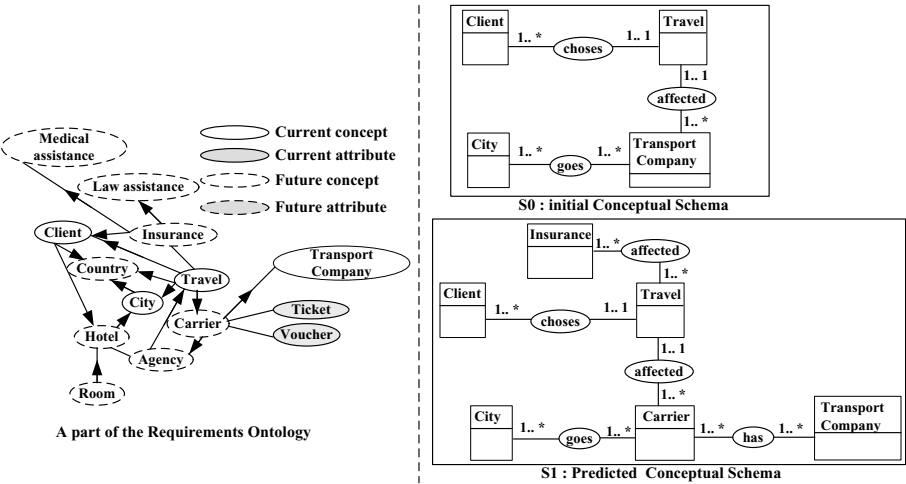 Medical
assistance
Law assistance
Client
Insurance
Country
Travel
City
Carrier
Hotel
Agency
Room
Transport
Company
Ticket
Voucher
Current concept
Current attribute
Future concept
Future attribute
A part of the Requirements Ontology
Client
Travel
1.. *
choses
1.. 1
1.. 1
affected
1.. *
City
Transport
Company
1.. *
goes
1.. *
S0 : initial Conceptual Schema
Insurance
1.. *
affected
1.. *
Client
Travel
1.. *
choses
1.. 1
1.. 1
affected
1.. *
City
Carrier
Transport
Company
1.. *
goes
1.. *
1.. *
has
1.. *
S1 : Predicted Conceptual Schema